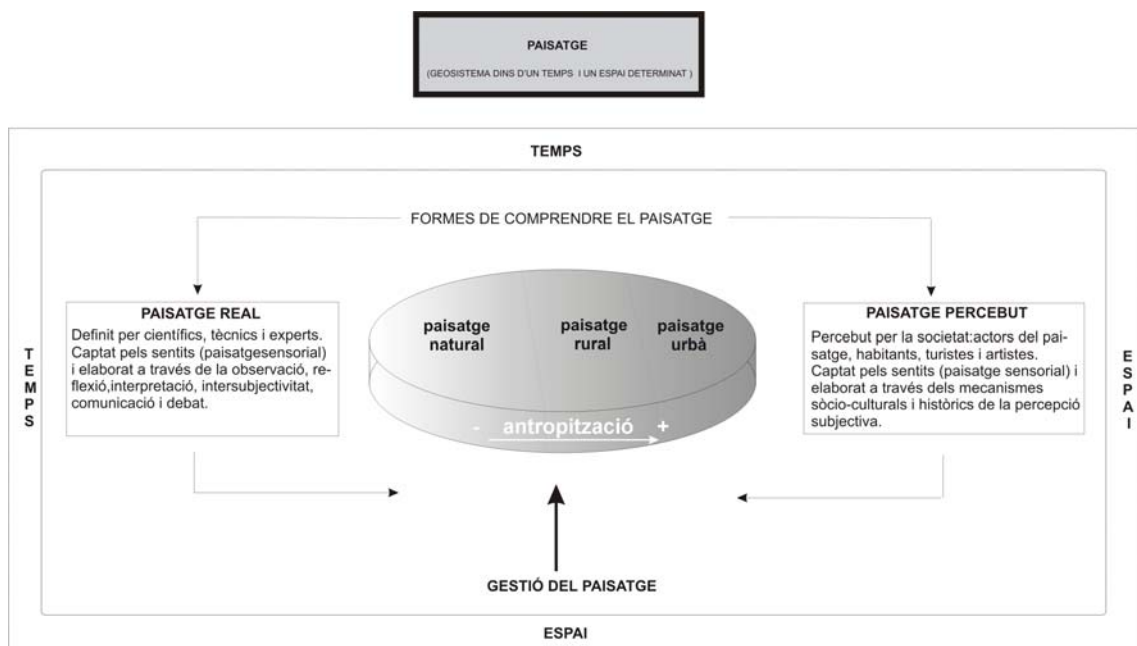 PAISATGE
(GEOSISTEMA DINS D'UN TEMPS I UN ESPAI DETERMINAT )
TEMPS
FORMES DE COMPRENDRE EL PAISATGE
PAISATGE REAL
Definit per científics, tècnics i experts.
Captat pels sentits (paisatgesensorial)
i elaborat a través de la observació, re-
flexió,interpretació, intersubjectivitat,
comunicació i debat.
paisatge
natural
paisatge
rural
paisatge
urbà
- antropització +
PAISATGE PERCEBUT
Percebut per la societat:actors del pai-
satge, habitants, turistes i artistes.
Captat pels sentits (paisatge sensorial) i
elaborat a través dels mecanismes
sòcio-culturals i històrics de la percepció
subjectiva.
TEMPS
ESPAI
GESTIÓ DEL PAISATGE
ESPAI